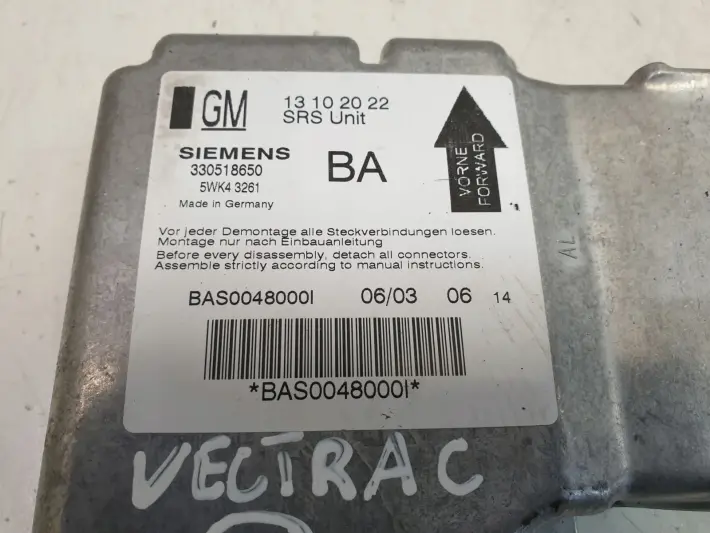 GM
13 10 20 22
SRS Unit
SIEMENS
330518650
5WK4 3261
Made in Germany
BA
VORNE
FORWARD
Vor jeder Demontage alle Steckverbindungen loesen.
Montage nur nach Einbauanleitung
Before every disassembly, detach all connectors.
Assemble strictly according to manual instructions.
BAS0048000I 06/03 06 14
*BAS0048000I*
AL
VECTRA C